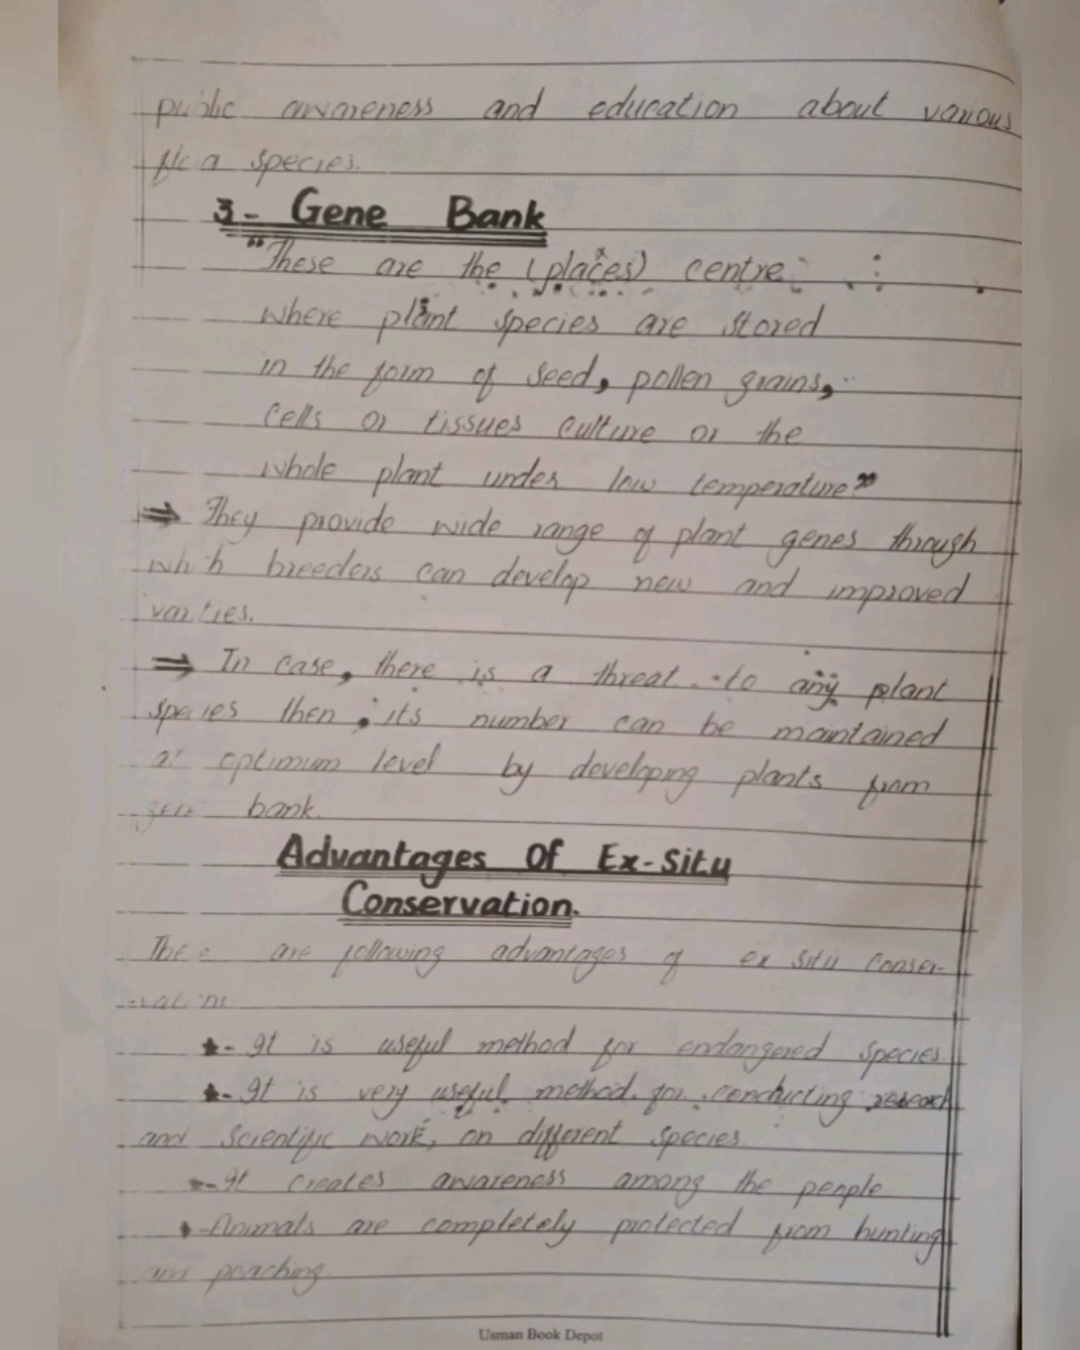 public awareness and education about various
flora species.
3- Gene Bank
"These are the (places) centre
where plant species are stored
in the form of seed, pollen grains,
cells or tissues culture or the
whole plant under low temperature"
⇒ They provide wide range of plant genes through
which breeders can develop new and improved
varities.
⇒ In case, there is a threat to any plant
species then, its number can be maintained
at optimum level by developing plants from
gene bank.
Advantages Of Ex-Situ
Conservation.
There are following advantages of ex situ conser-
-vation
★- It is useful method for endangered species.
★- It is very useful method for conducting research
and scientific work, on different species.
★- It creates awareness among the people
★- Animals are completely protected from hunting
and poaching.
Usman Book Depot